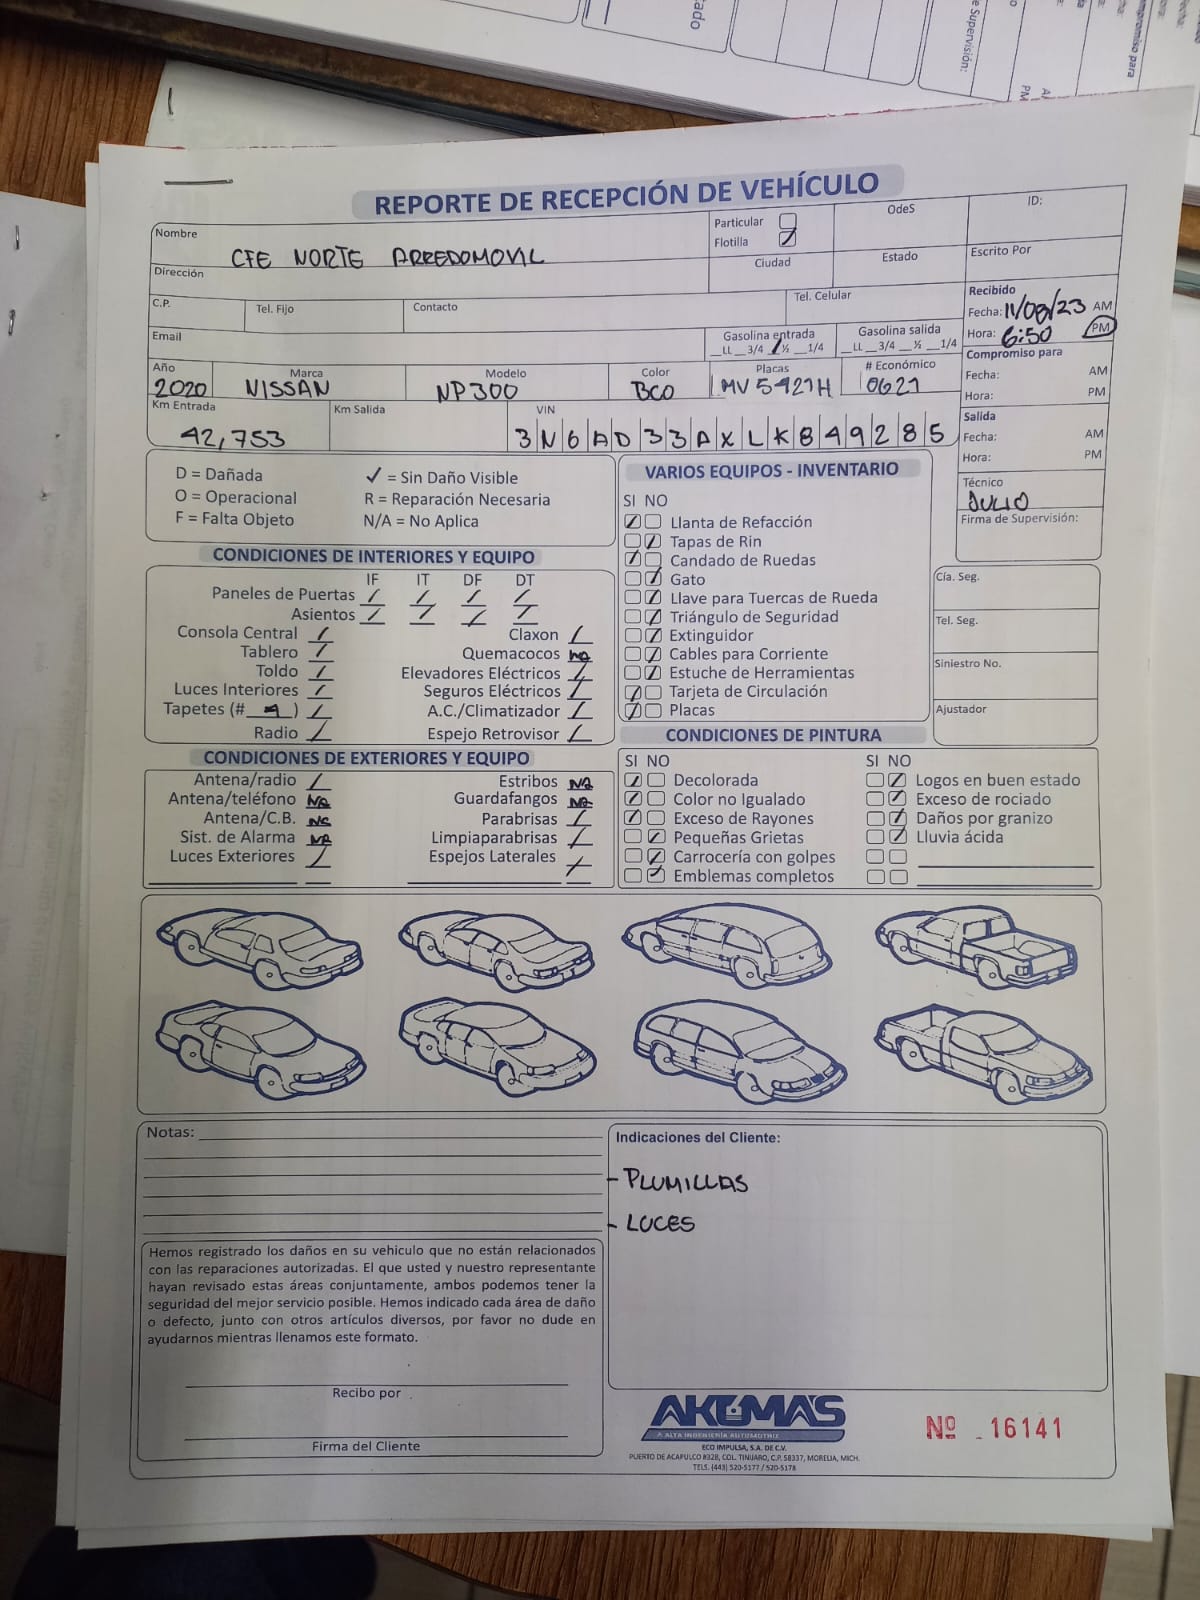 cado
e Supervisión:
PM
REPORTE DE RECEPCIÓN DE VEHÍCULO
Nombre
CFE NORTE ARREDOMOVIL
Particular
Flotilla ✓
OdeS
ID:
Dirección
Ciudad
Estado
Escrito Por
C.P.
Tel. Fijo
Contacto
Tel. Celular
Recibido
Fecha: 11/08/23 AM
Hora: 6:50 PM
Email
Gasolina entrada
__LL __3/4 ✓½ __1/4
Gasolina salida
__LL __3/4 __½ __1/4
Compromiso para
Fecha: AM
Hora: PM
Año
2020
Marca
NISSAN
Modelo
NP300
Color
BCO
Placas
MV5427H
# Económico
0627
Km Entrada
42,753
Km Salida
VIN
3N6AD33AXLK849285
Salida
Fecha: AM
Hora: PM
Técnico
JULIO
Firma de Supervisión:
D = Dañada
✓ = Sin Daño Visible
O = Operacional
R = Reparación Necesaria
F = Falta Objeto
N/A = No Aplica
CONDICIONES DE INTERIORES Y EQUIPO
IF IT DF DT
Paneles de Puertas ✓ ✓ ✓ ✓
Asientos ✓ ✓ ✓ ✓
Consola Central ✓
Claxon ✓
Tablero ✓
Quemacocos NA
Toldo ✓
Elevadores Eléctricos ✓
Luces Interiores ✓
Seguros Eléctricos ✓
Tapetes (# ) ✓
A.C./Climatizador ✓
Radio ✓
Espejo Retrovisor ✓
CONDICIONES DE EXTERIORES Y EQUIPO
Antena/radio ✓
Estribos NA
Antena/teléfono NA
Guardafangos NA
Antena/C.B. NA
Parabrisas ✓
Sist. de Alarma NA
Limpiaparabrisas ✓
Luces Exteriores ✓
Espejos Laterales ✓
VARIOS EQUIPOS - INVENTARIO
SI NO
Llanta de Refacción
Tapas de Rin
Candado de Ruedas
Gato
Llave para Tuercas de Rueda
Triángulo de Seguridad
Extinguidor
Cables para Corriente
Estuche de Herramientas
Tarjeta de Circulación
Placas
Cía. Seg.
Tel. Seg.
Siniestro No.
Ajustador
CONDICIONES DE PINTURA
SI NO
Decolorada
Color no Igualado
Exceso de Rayones
Pequeñas Grietas
Carrocería con golpes
Emblemas completos
SI NO
Logos en buen estado
Exceso de rociado
Daños por granizo
Lluvia ácida
Notas:
Indicaciones del Cliente:
- PLUMILLAS
- LUCES
Hemos registrado los daños en su vehiculo que no están relacionados
con las reparaciones autorizadas. El que usted y nuestro representante
hayan revisado estas áreas conjuntamente, ambos podemos tener la
seguridad del mejor servicio posible. Hemos indicado cada área de daño
o defecto, junto con otros artículos diversos, por favor no dude en
ayudarnos mientras llenamos este formato.
Recibo por
Firma del Cliente
AKUMA'S
ALTA INGENIERÍA AUTOMOTRIZ
ECO IMPULSA, S.A. DE C.V.
PUERTO DE ACAPULCO #328, COL. TINIJARO, C.P. 58337, MORELIA, MICH.
TELS. (443) 520-5177 / 520-5178
Nº 16141